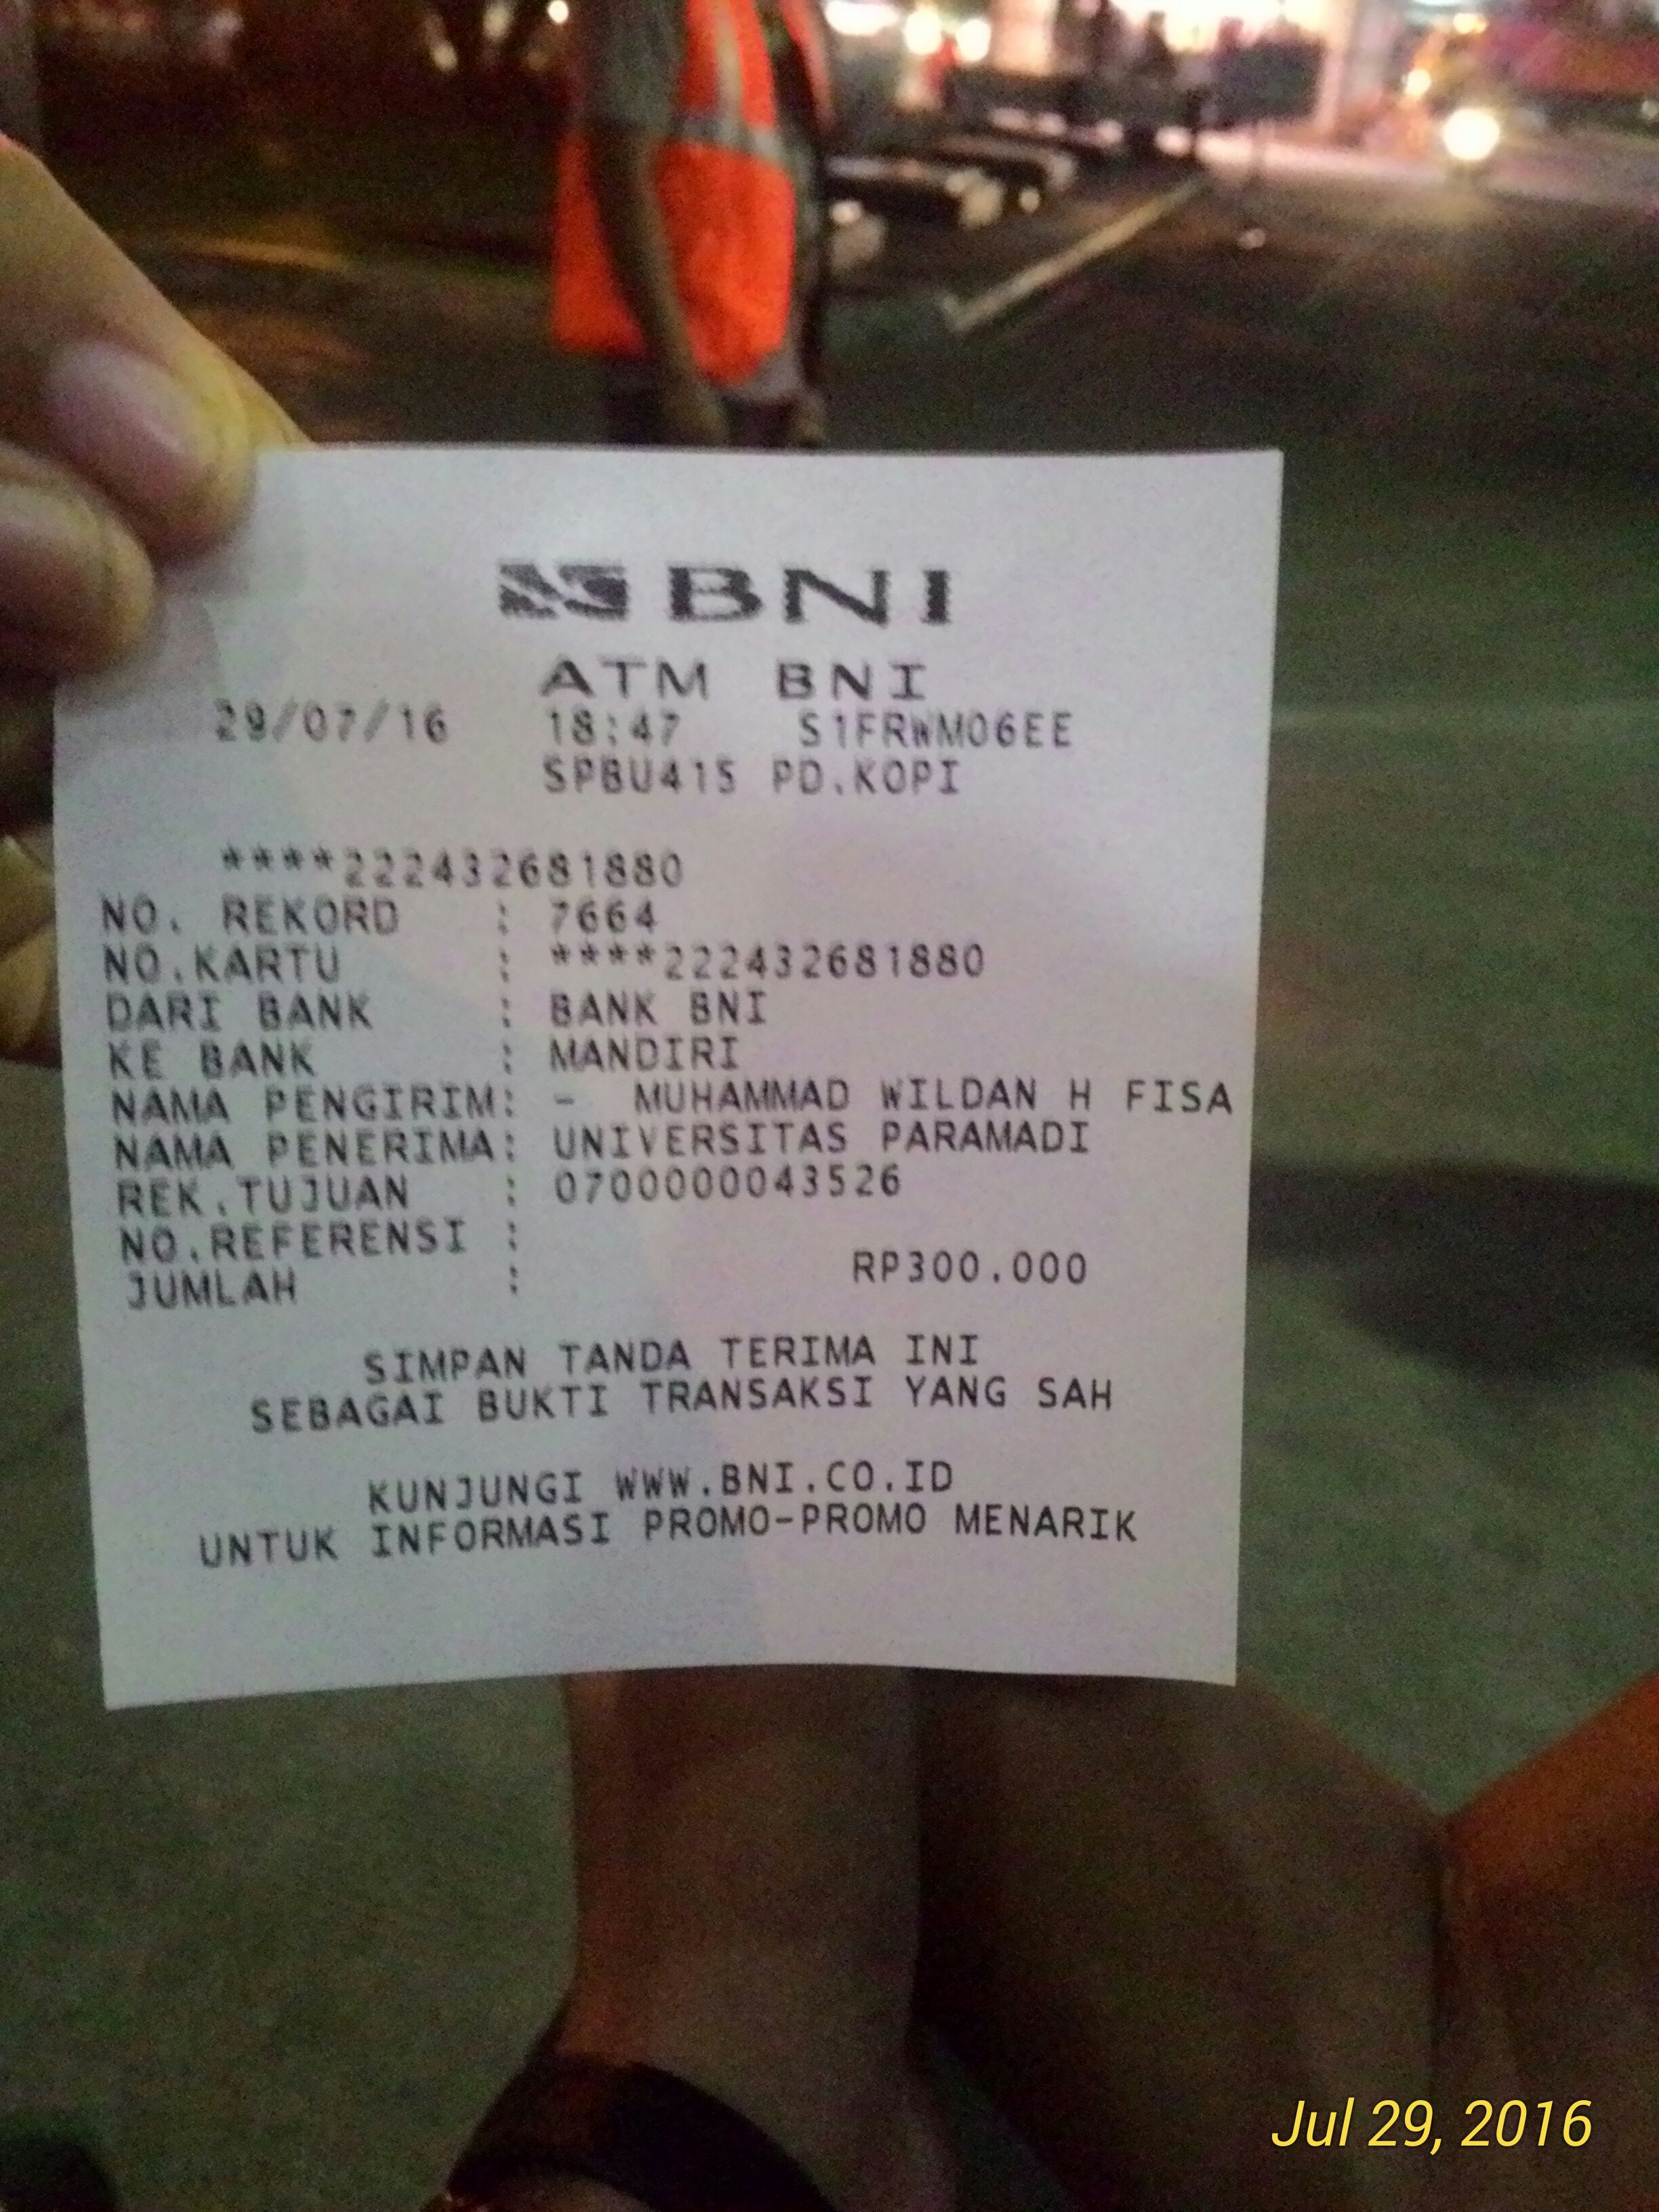 BNI
ATM BNI
29/07/16 18:47 S1FRWM06EE
SPBU415 PD.KOPI
****222432681880
NO. REKORD : 7664
NO.KARTU : ****222432681880
DARI BANK : BANK BNI
KE BANK : MANDIRI
NAMA PENGIRIM: - MUHAMMAD WILDAN H FISA
NAMA PENERIMA: UNIVERSITAS PARAMADI
REK.TUJUAN : 0700000043526
NO.REFERENSI :
JUMLAH : RP300.000
SIMPAN TANDA TERIMA INI
SEBAGAI BUKTI TRANSAKSI YANG SAH
KUNJUNGI WWW.BNI.CO.ID
UNTUK INFORMASI PROMO-PROMO MENARIK
Jul 29, 2016